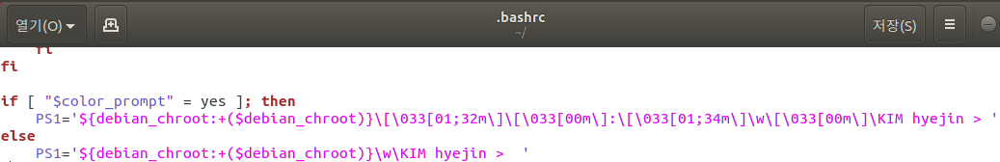 열기(O)
.bashrc
~/
저장(S)
fi
fi
if [ "$color_prompt" = yes ]; then
    PS1='${debian_chroot:+($debian_chroot)}\[\033[01;32m\]\[\033[00m\]:\[\033[01;34m\]\w\[\033[00m\]\KIM hyejin > '
else
    PS1='${debian_chroot:+($debian_chroot)}\w\KIM hyejin >  '